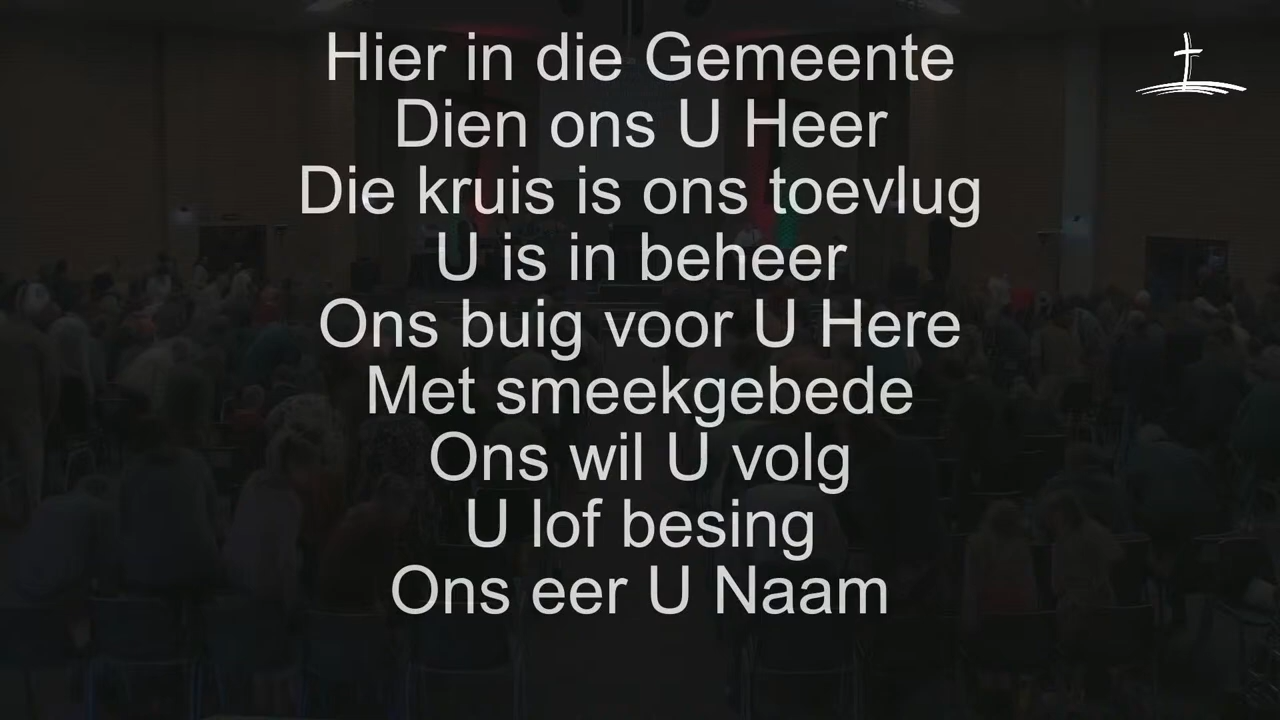 Hier in die Gemeente
Dien ons U Heer
Die kruis is ons toevlug
U is in beheer
Ons buig voor U Here
Met smeekgebede
Ons wil U volg
U lof besing
Ons eer U Naam